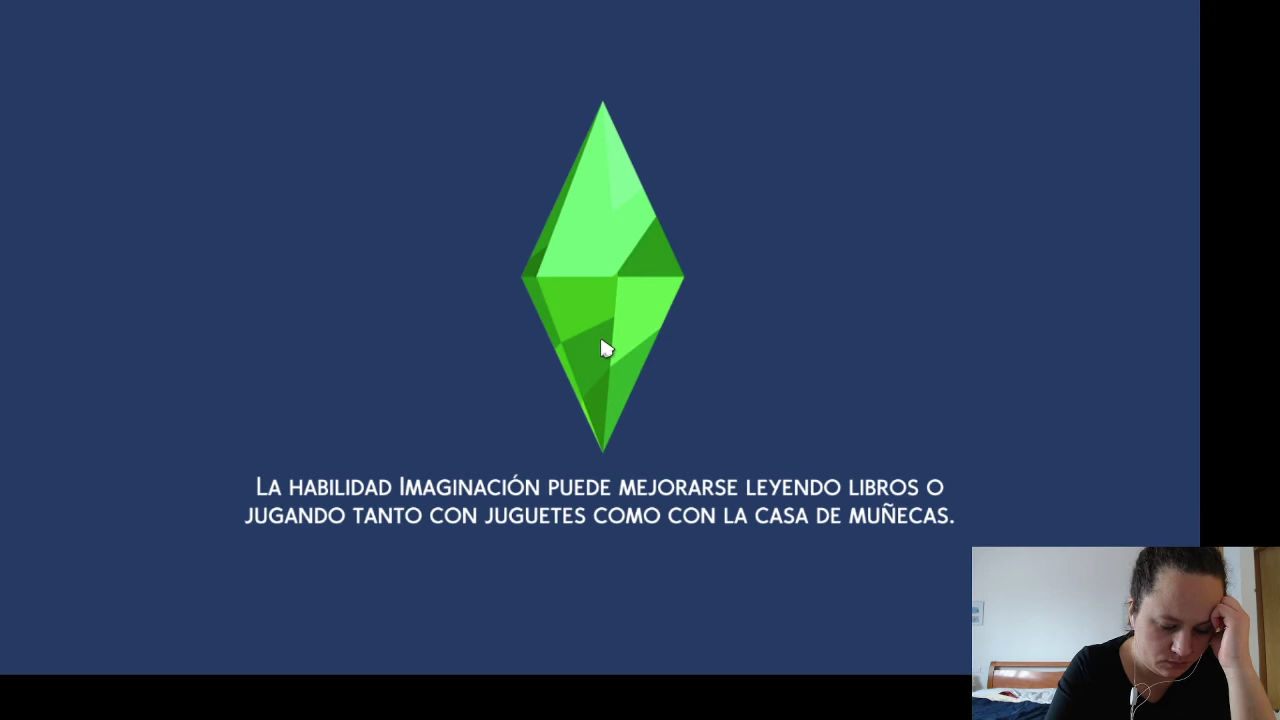 La habilidad Imaginación puede mejorarse leyendo libros o
jugando tanto con juguetes como con la casa de muñecas.